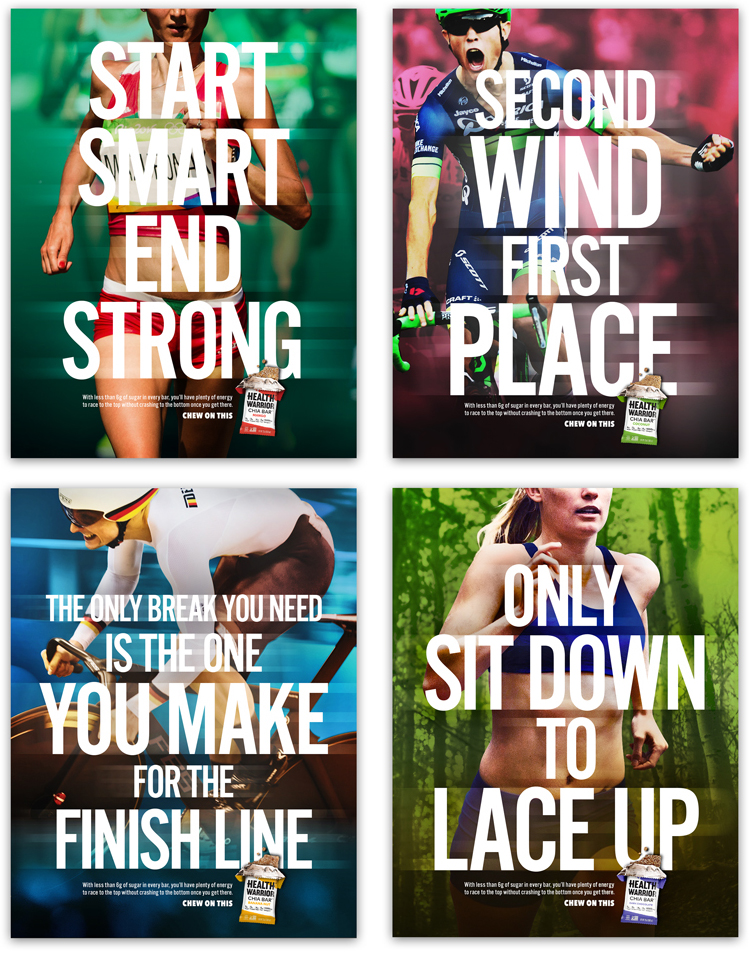 START
SMART
END
STRONG
With less than 6g of sugar in every bar, you'll have plenty of energy
to race to the top without crashing to the bottom once you get there.
CHEW ON THIS
HEALTH
WARRIOR
CHIA BAR
SECOND
WIND
FIRST
PLACE
SCOTT
CRAFT
With less than 6g of sugar in every bar, you'll have plenty of energy
to race to the top without crashing to the bottom once you get there.
CHEW ON THIS
HEALTH
WARRIOR
CHIA BAR
COCONUT
THE ONLY BREAK YOU NEED
IS THE ONE
YOU MAKE
FOR THE
FINISH LINE
With less than 6g of sugar in every bar, you'll have plenty of energy
to race to the top without crashing to the bottom once you get there.
CHEW ON THIS
HEALTH
WARRIOR
CHIA BAR
ONLY
SIT DOWN
TO
LACE UP
With less than 6g of sugar in every bar, you'll have plenty of energy
to race to the top without crashing to the bottom once you get there.
CHEW ON THIS
HEALTH
WARRIOR
CHIA BAR